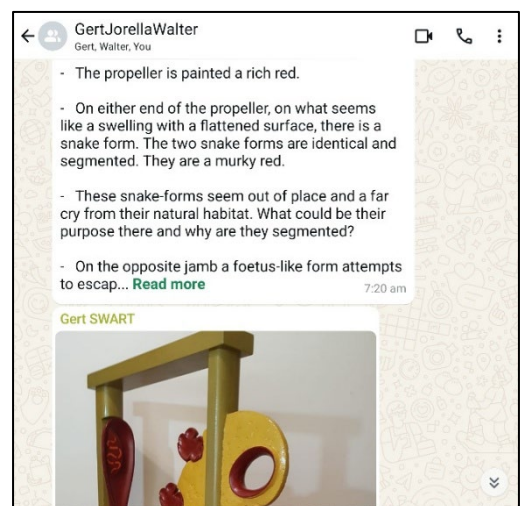 GertJorellaWalter
Gert, Walter, You
- The propeller is painted a rich red.
- On either end of the propeller, on what seems
like a swelling with a flattened surface, there is a
snake form. The two snake forms are identical and
segmented. They are a murky red.
- These snake-forms seem out of place and a far
cry from their natural habitat. What could be their
purpose there and why are they segmented?
- On the opposite jamb a foetus-like form attempts
to escap... Read more
7:20 am
Gert SWART